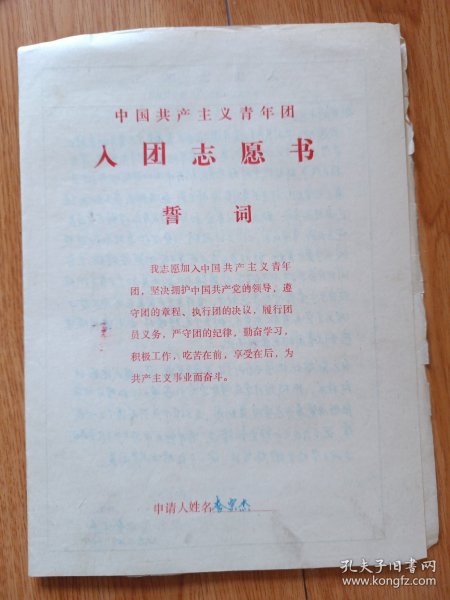 中国共产主义青年团
入团志愿书
誓词
我志愿加入中国共产主义青年
团，坚决拥护中国共产党的领导，遵
守团的章程、执行团的决议，履行团
员义务，严守团的纪律，勤奋学习，
积极工作，吃苦在前，享受在后，为
共产主义事业而奋斗。
申请人姓名
孔夫子旧书网
www.kongfz.com